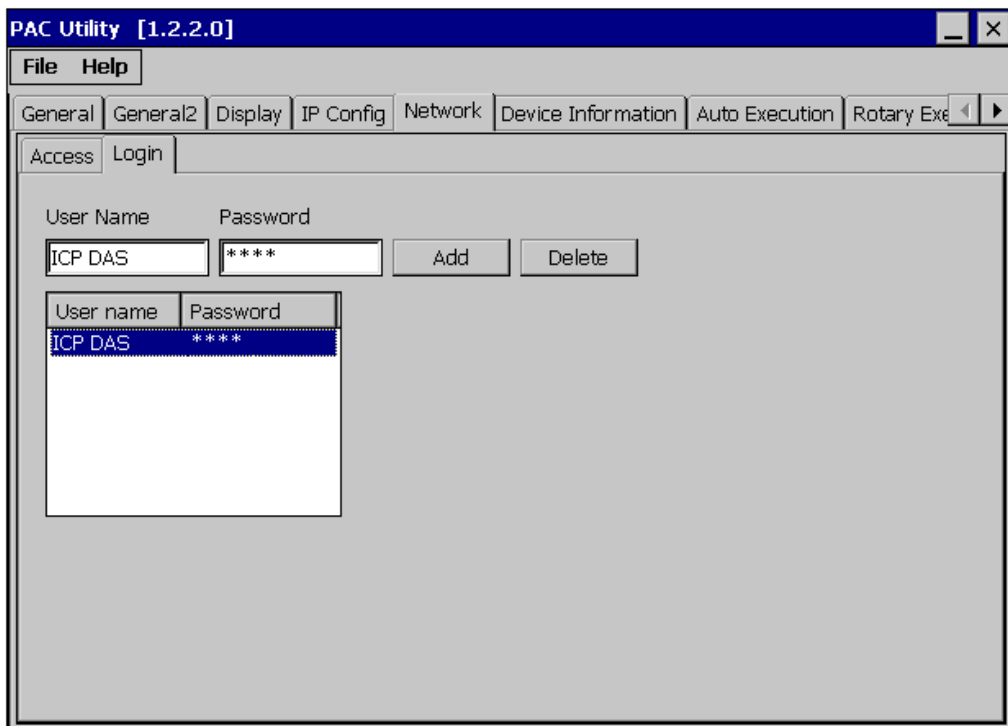 PAC Utility [1.2.2.0]
File Help
General General2 Display IP Config Network Device Information Auto Execution Rotary Exe
Access Login
User Name Password
ICP DAS **** Add Delete
User name Password
ICP DAS ****